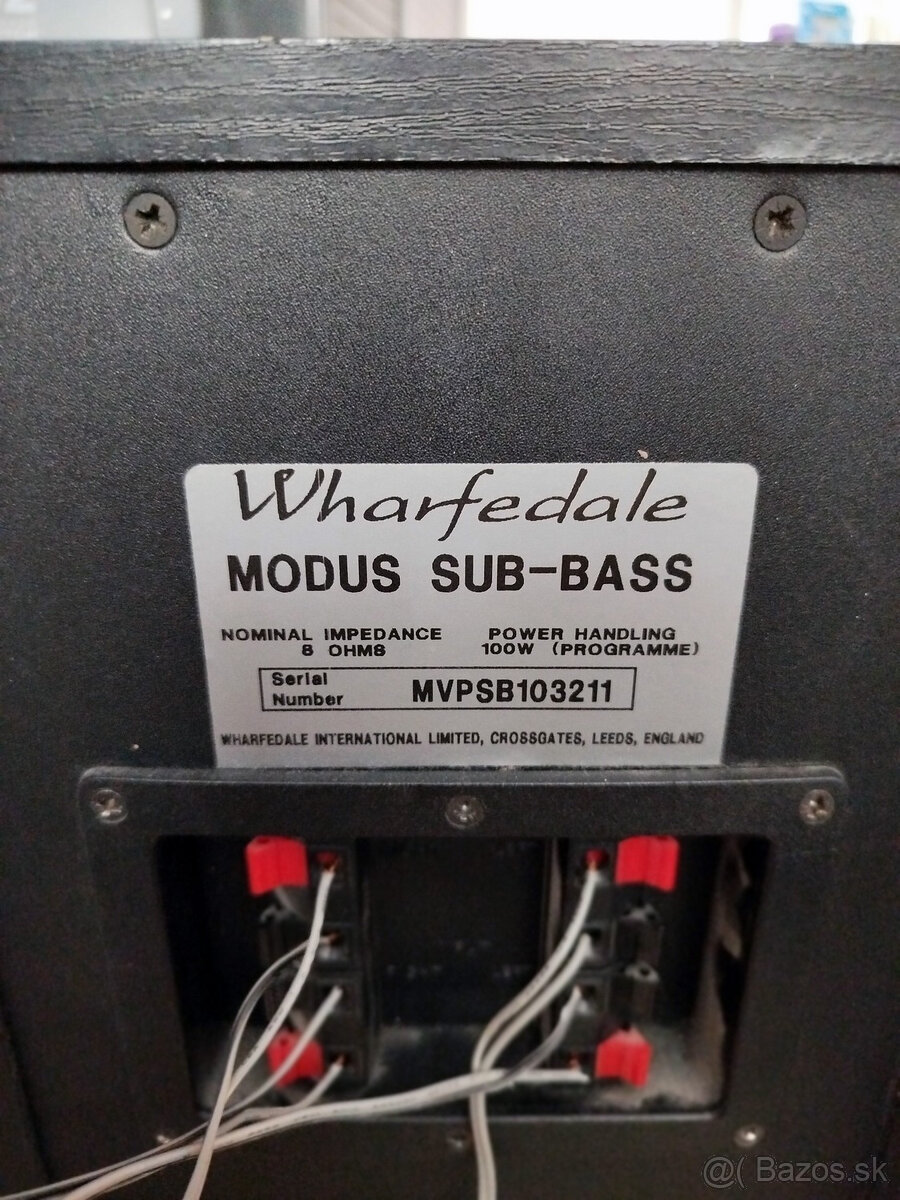 Wharfedale
MODUS SUB-BASS
NOMINAL IMPEDANCE POWER HANDLING
8 OHMS 100W (PROGRAMME)
Serial
Number MVPSB103211
WHARFEDALE INTERNATIONAL LIMITED, CROSSGATES, LEEDS, ENGLAND
@( Bazos.sk